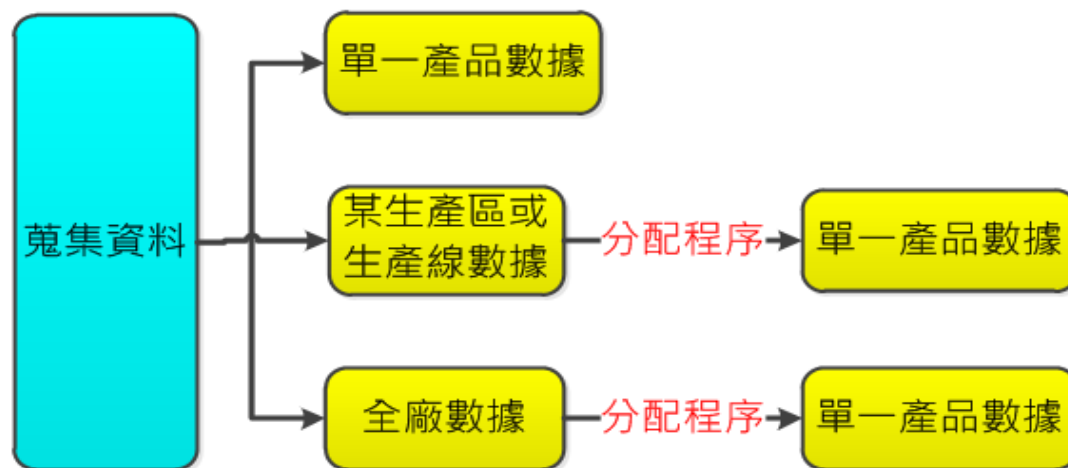 蒐集資料
單一產品數據
某生產區或
生產線數據
分配程序
單一產品數據
全廠數據
分配程序
單一產品數據